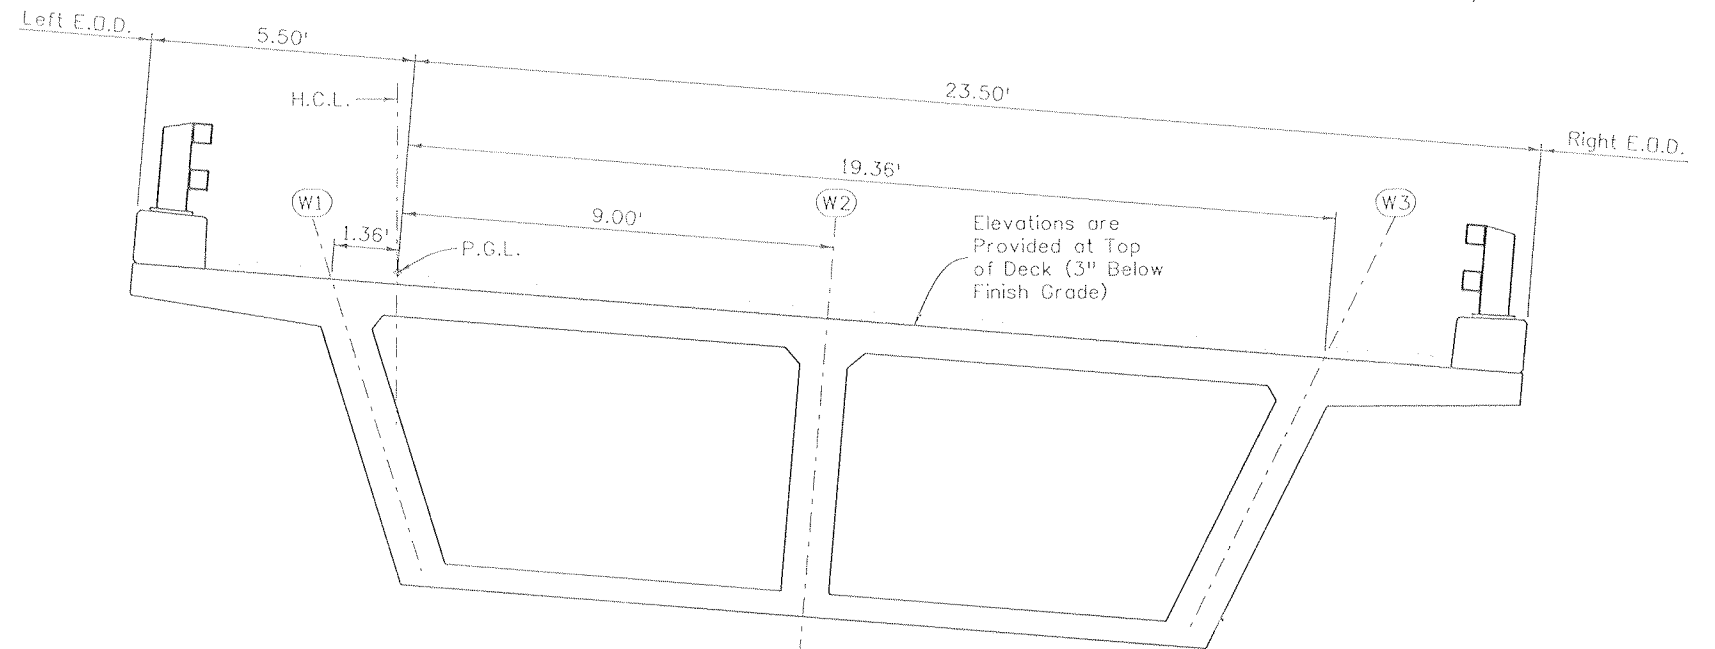 Left E.O.D.
5.50'
H.C.L.
23.50'
Right E.O.D.
19.36'
W1
W2
W3
9.00'
1.36'
P.G.L.
Elevations are
Provided at Top
of Deck (3" Below
Finish Grade)